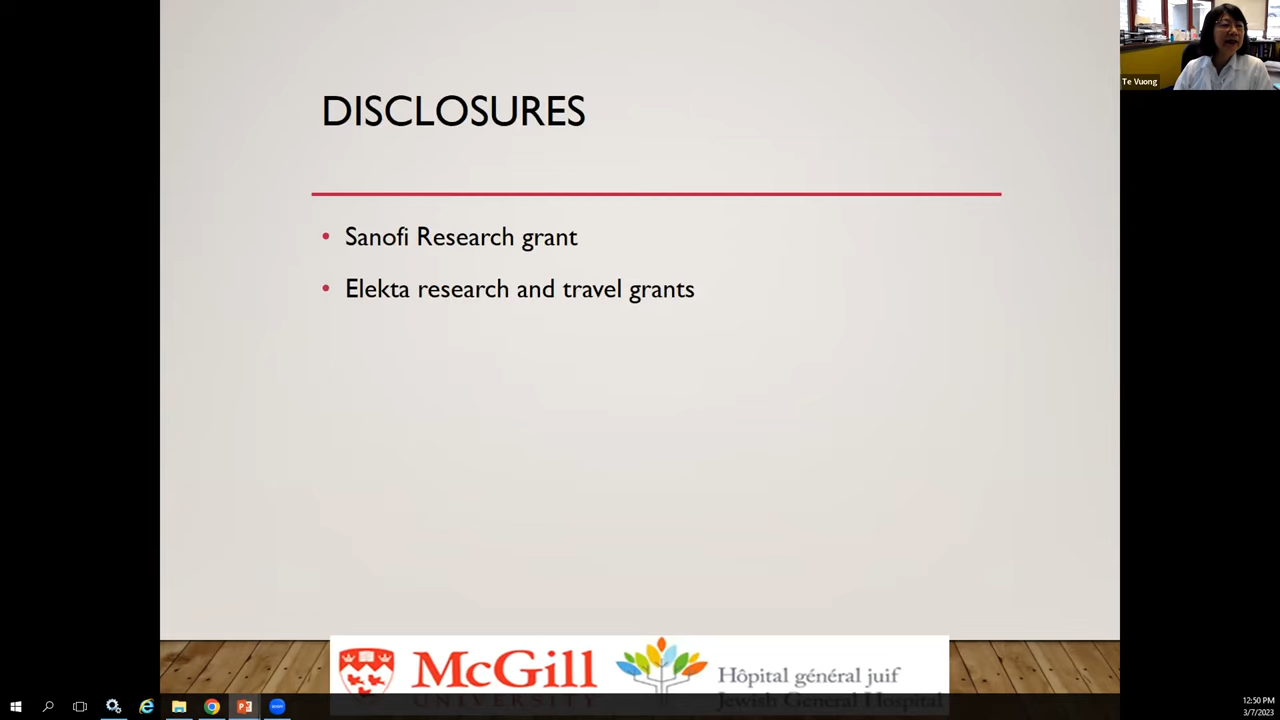 DISCLOSURES
Te Vuong
• Sanofi Research grant
• Elekta research and travel grants
McGill
UNIVERSITY
Hôpital général juif
Jewish General Hospital
12:50 PM
3/7/2023